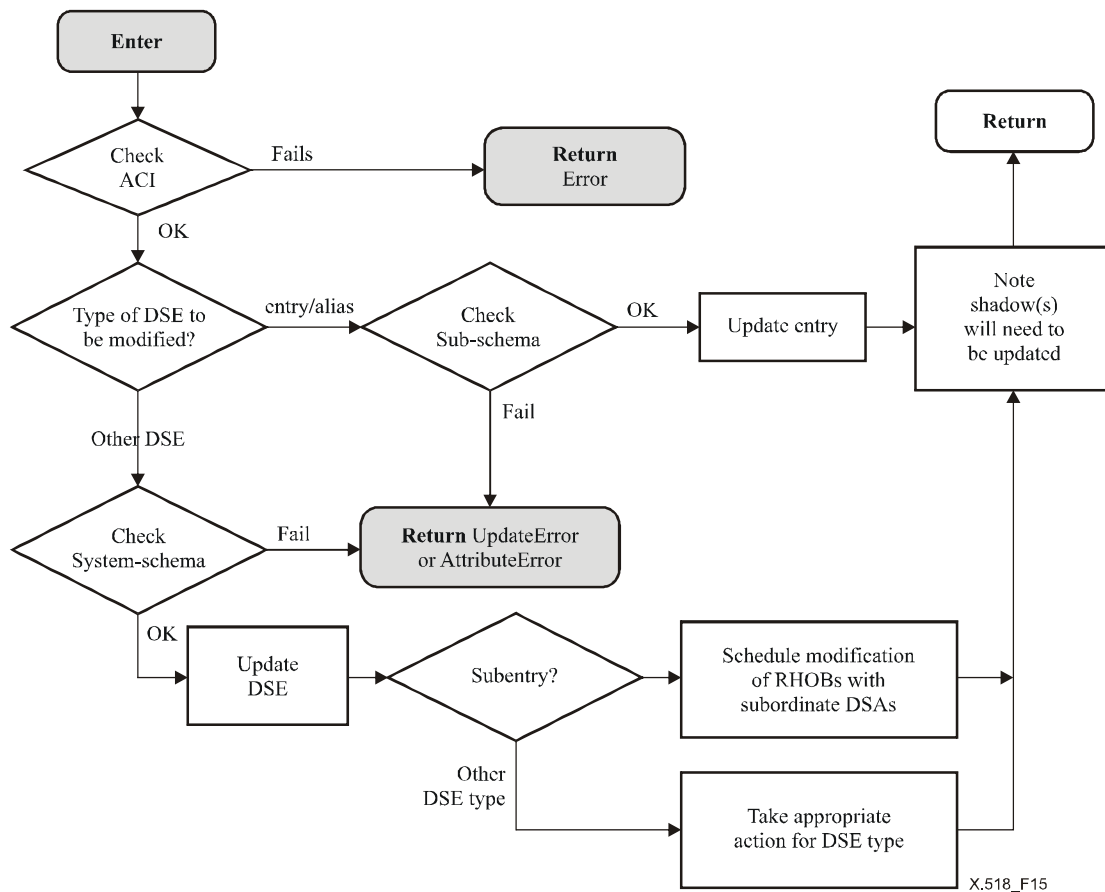 Enter
Return
Check
ACI
Fails
Return
Error
OK
Type of DSE to
be modified?
entry/alias
Check
Sub-schema
OK
Update entry
Note
shadow(s)
will need to
be updated
Fail
Other DSE
Check
System-schema
Fail
Return UpdateError
or AttributeError
OK
Update
DSE
Subentry?
Schedule modification
of RHOBs with
subordinate DSAs
Other
DSE type
Take appropriate
action for DSE type
X.518_F15